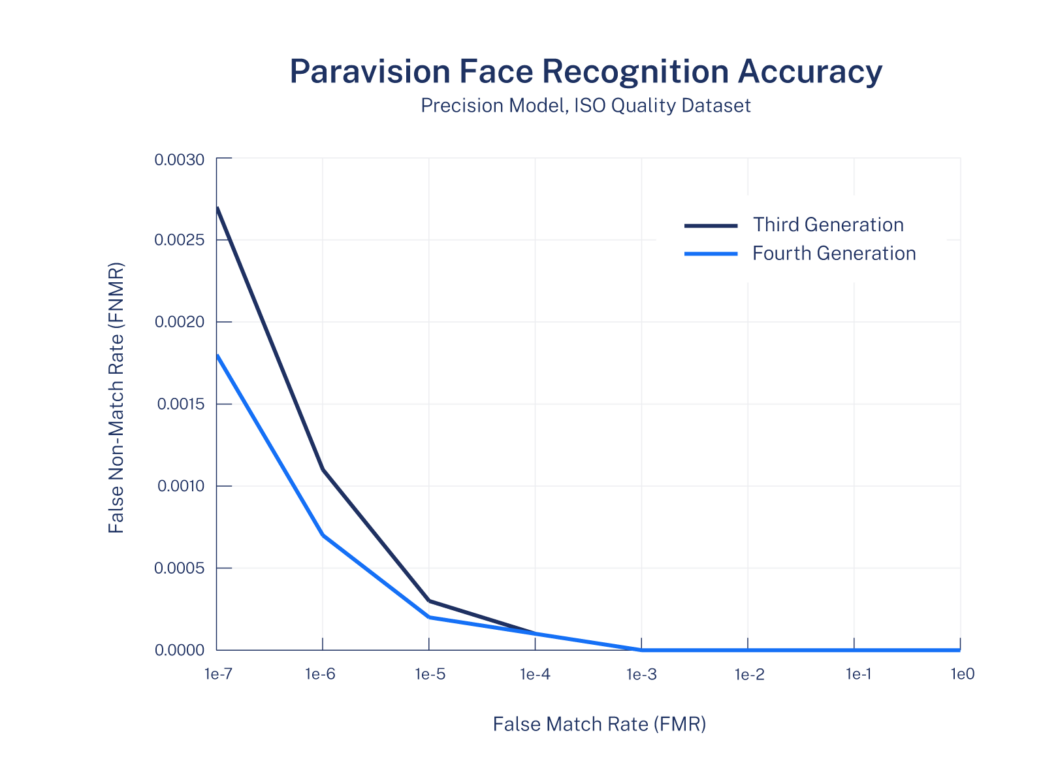 Paravision Face Recognition Accuracy
Precision Model, ISO Quality Dataset
False Non-Match Rate (FNMR)
0.0030
0.0025
0.0020
0.0015
0.0010
0.0005
0.0000
Third Generation
Fourth Generation
1e-7 1e-6 1e-5 1e-4 1e-3 1e-2 1e-1 1e0
False Match Rate (FMR)